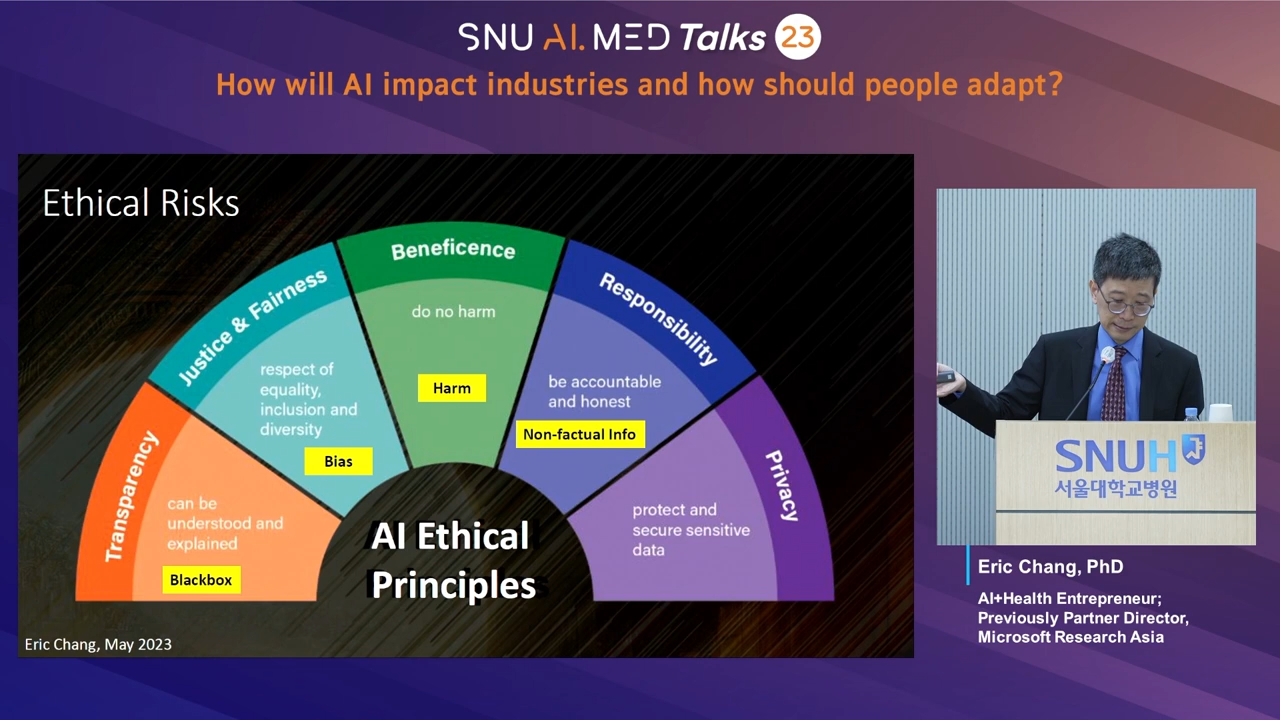 SNU AI. MED Talks 23
How will AI impact industries and how should people adapt?
Ethical Risks
Transparency
can be
understood and
explained
Blackbox
Justice & Fairness
respect of
equality,
inclusion and
diversity
Bias
Beneficence
do no harm
Harm
Responsibility
be accountable
and honest
Non-factual Info
Privacy
protect and
secure sensitive
data
AI Ethical
Principles
Eric Chang, May 2023
SNUH
서울대학교병원
Eric Chang, PhD
AI+Health Entrepreneur;
Previously Partner Director,
Microsoft Research Asia